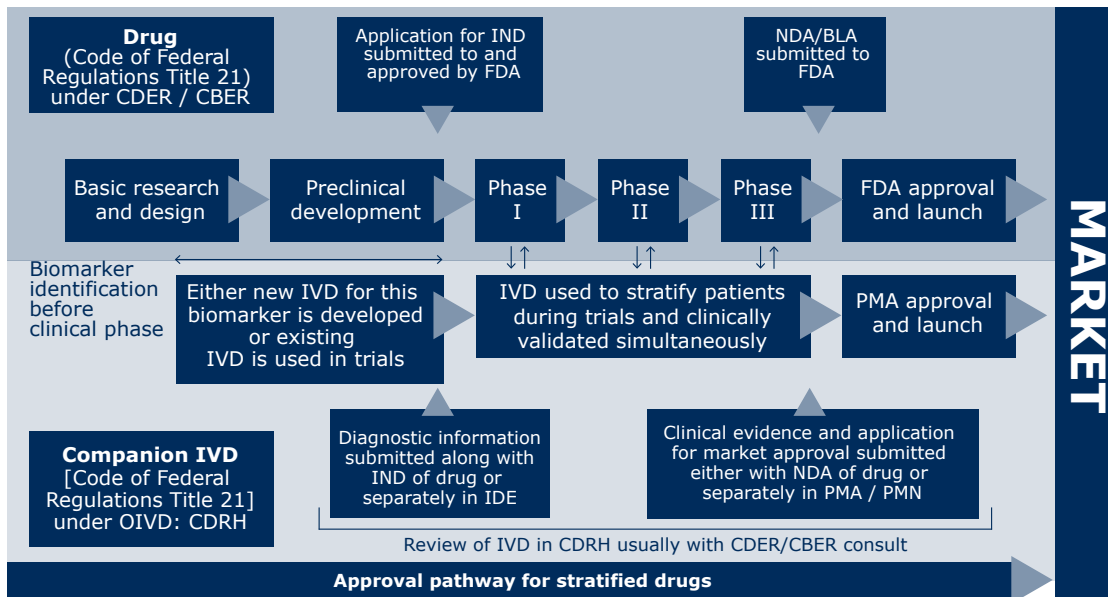 Drug
(Code of Federal
Regulations Title 21)
under CDER / CBER
Application for IND
submitted to and
approved by FDA
NDA/BLA
submitted to
FDA
Basic research
and design
Preclinical
development
Phase
I
Phase
II
Phase
III
FDA approval
and launch
MARKET
Biomarker
identification
before
clinical phase
Either new IVD for this
biomarker is developed
or existing
IVD is used in trials
IVD used to stratify patients
during trials and clinically
validated simultaneously
PMA approval
and launch
Companion IVD
[Code of Federal
Regulations Title 21]
under OIVD: CDRH
Diagnostic information
submitted along with
IND of drug or
separately in IDE
Clinical evidence and application
for market approval submitted
either with NDA of drug or
separately in PMA / PMN
Review of IVD in CDRH usually with CDER/CBER consult
Approval pathway for stratified drugs